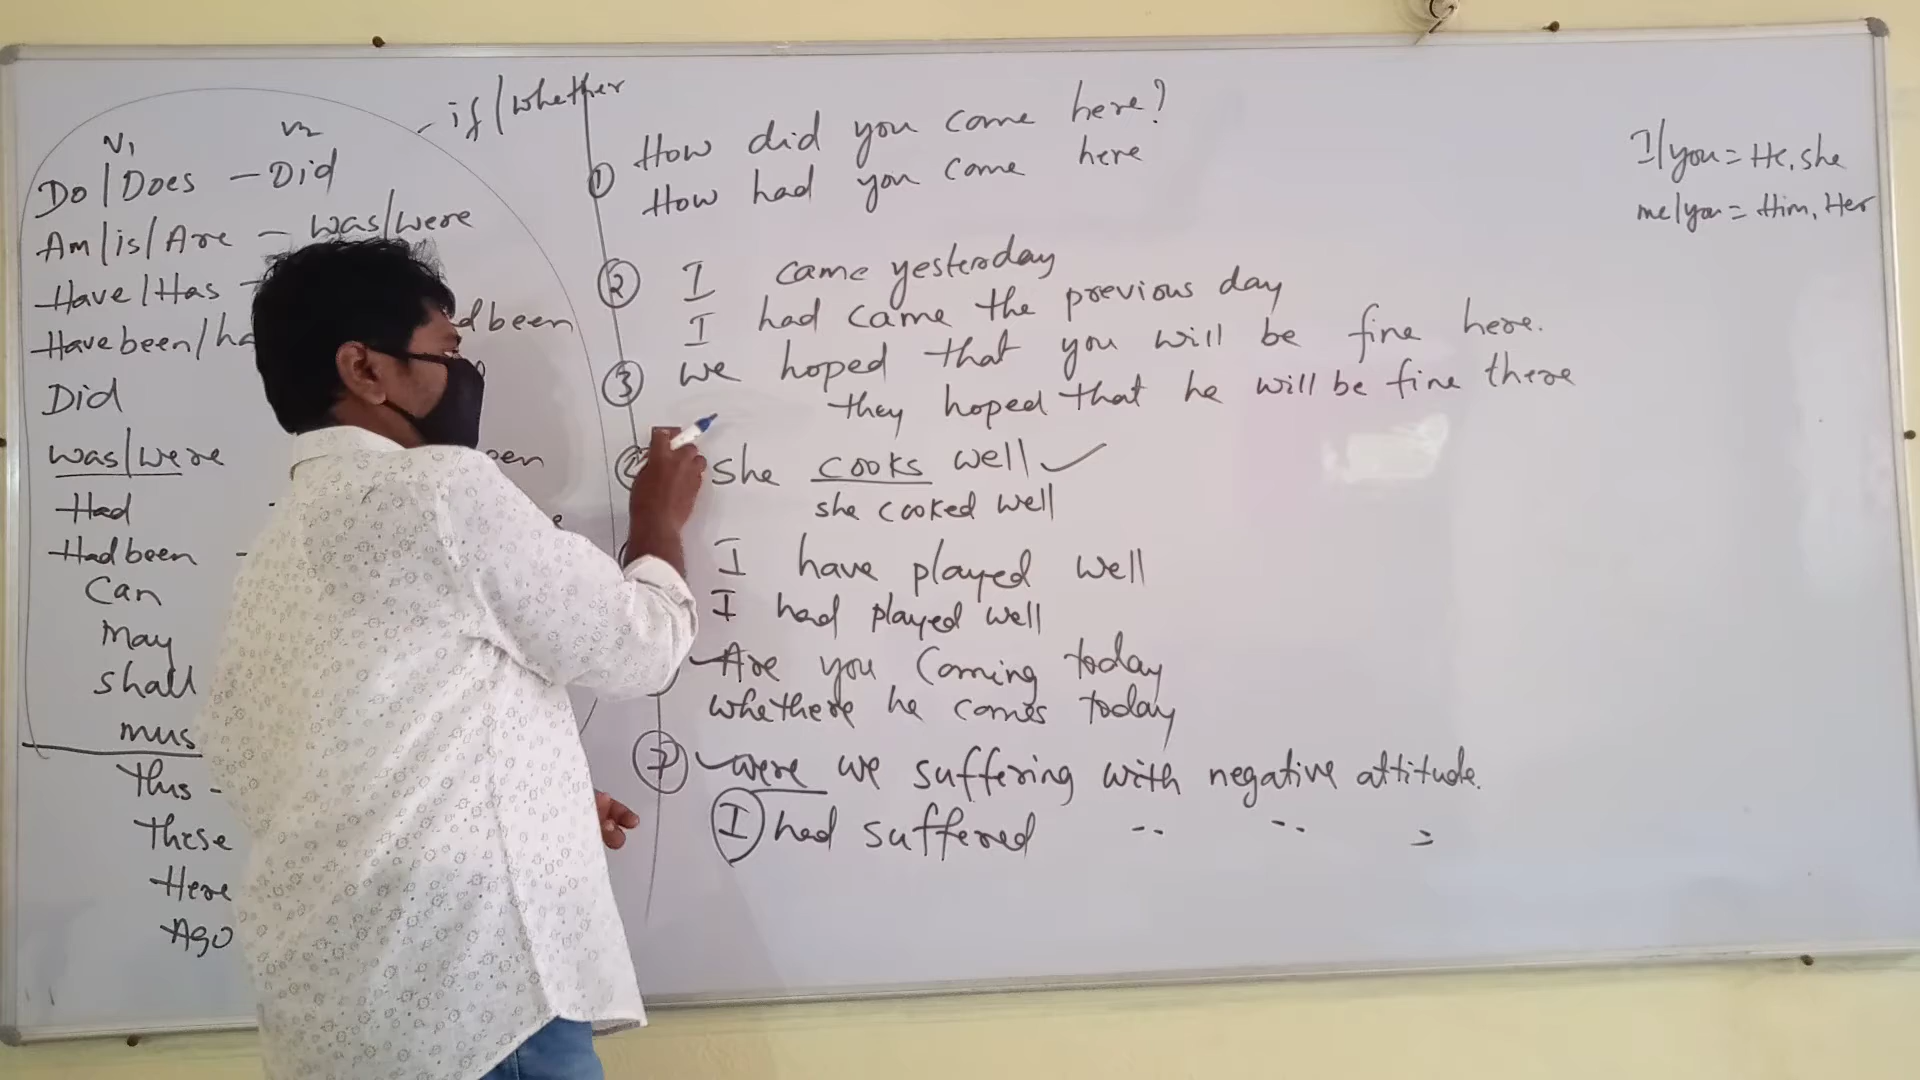 - if/whether
V1 V2
Do/Does - Did
Am/is/Are - was/were
Have/Has -
Have been/ha
d been
Did
was/were
een
Had -
Had been -
Can
May
Shall
mus
This -
These
Here
Ago
① How did you come here?
How had you come here
② I came yesterday
I had came the previous day
③ we hoped that you will be fine here.
they hoped that he will be fine there
she cooks well ✓
she cooked well
I have played well
I had played well
Are you Coming today
whethere he comes today
⑦ were we suffering with negative attitude.
I had suffered -- -- =
I/you = He, she
me/you = Him, Her